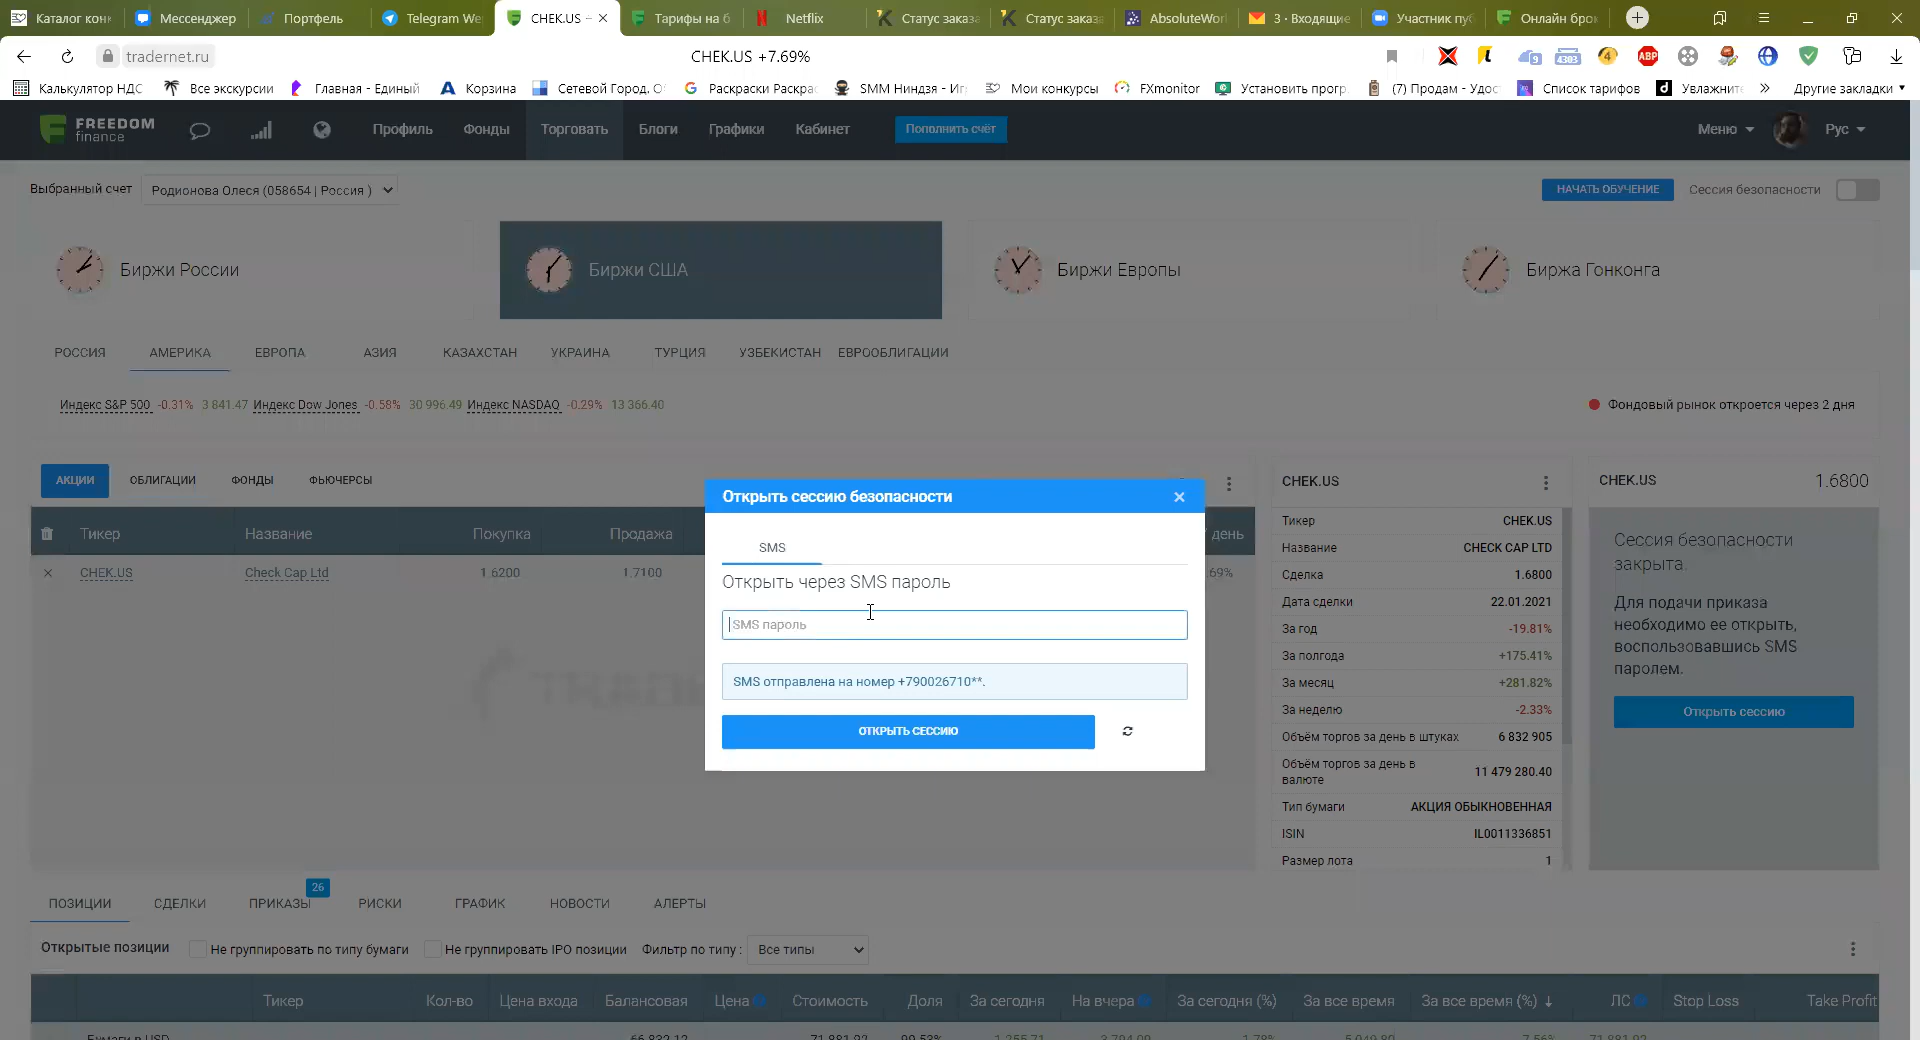 Каталог кон
Мессенджер
Портфель
Telegram We
CHEK.US
Тарифы на б
Netflix
Статус заказа
Статус заказа
AbsoluteWor
3 · Входящие
Участник пу
Онлайн брок
tradernet.ru
CHEK.US +7.69%
9
4303
4
ABP
Калькулятор НДС
Все экскурсии
Главная - Единый
Корзина
Сетевой Город. О
Раскраски Раскра
SMM Ниндзя - Иг
Мои конкурсы
FXmonitor
Установить прогр
(7) Продам - Удос
Список тарифов
Увлажните
Другие закладки
FREEDOM
finance
Профиль
Фонды
Торговать
Блоги
Графики
Кабинет
Пополнить счёт
Меню
Рус
Выбранный счет
Родионова Олеся (058654 | Россия )
НАЧАТЬ ОБУЧЕНИЕ
Сессия безопасности
Биржи России
Биржи США
Биржи Европы
Биржа Гонконга
РОССИЯ
АМЕРИКА
ЕВРОПА
АЗИЯ
КАЗАХСТАН
УКРАИНА
ТУРЦИЯ
УЗБЕКИСТАН
ЕВРООБЛИГАЦИИ
Индекс S&P 500 -0.31% 3 841.47 Индекс Dow Jones -0.58% 30 996.49 Индекс NASDAQ -0.29% 13 366.40
Фондовый рынок откроется через 2 дня
АКЦИИ
ОБЛИГАЦИИ
ФОНДЫ
ФЬЮЧЕРСЫ
Тикер
Название
Покупка
Продажа
день
CHEK.US
Check Cap Ltd
1.6200
1.7100
.69%
Открыть сессию безопасности
SMS
Открыть через SMS пароль
SMS пароль
SMS отправлена на номер +790026710**.
ОТКРЫТЬ СЕССИЮ
CHEK.US
Тикер CHEK.US
Название CHECK CAP LTD
Сделка 1.6800
Дата сделки 22.01.2021
За год -19.81%
За полгода +175.41%
За месяц +281.82%
За неделю -2.33%
Объём торгов за день в штуках 6 832 905
Объём торгов за день в
валюте 11 479 280.40
Тип бумаги АКЦИЯ ОБЫКНОВЕННАЯ
ISIN IL0011336851
Размер лота 1
CHEK.US 1.6800
Сессия безопасности
закрыта.
Для подачи приказа
необходимо ее открыть,
воспользовавшись SMS
паролем.
Открыть сессию
ПОЗИЦИИ
СДЕЛКИ
ПРИКАЗЫ
26
РИСКИ
ГРАФИК
НОВОСТИ
АЛЕРТЫ
Открытые позиции
Не группировать по типу бумаги
Не группировать IPO позиции
Фильтр по типу :
Все типы
Тикер
Кол-во
Цена входа
Балансовая
Цена
Стоимость
Доля
За сегодня
На вчера
За сегодня (%)
За все время
За все время (%) ↓
ЛС
Stop Loss
Take Profit